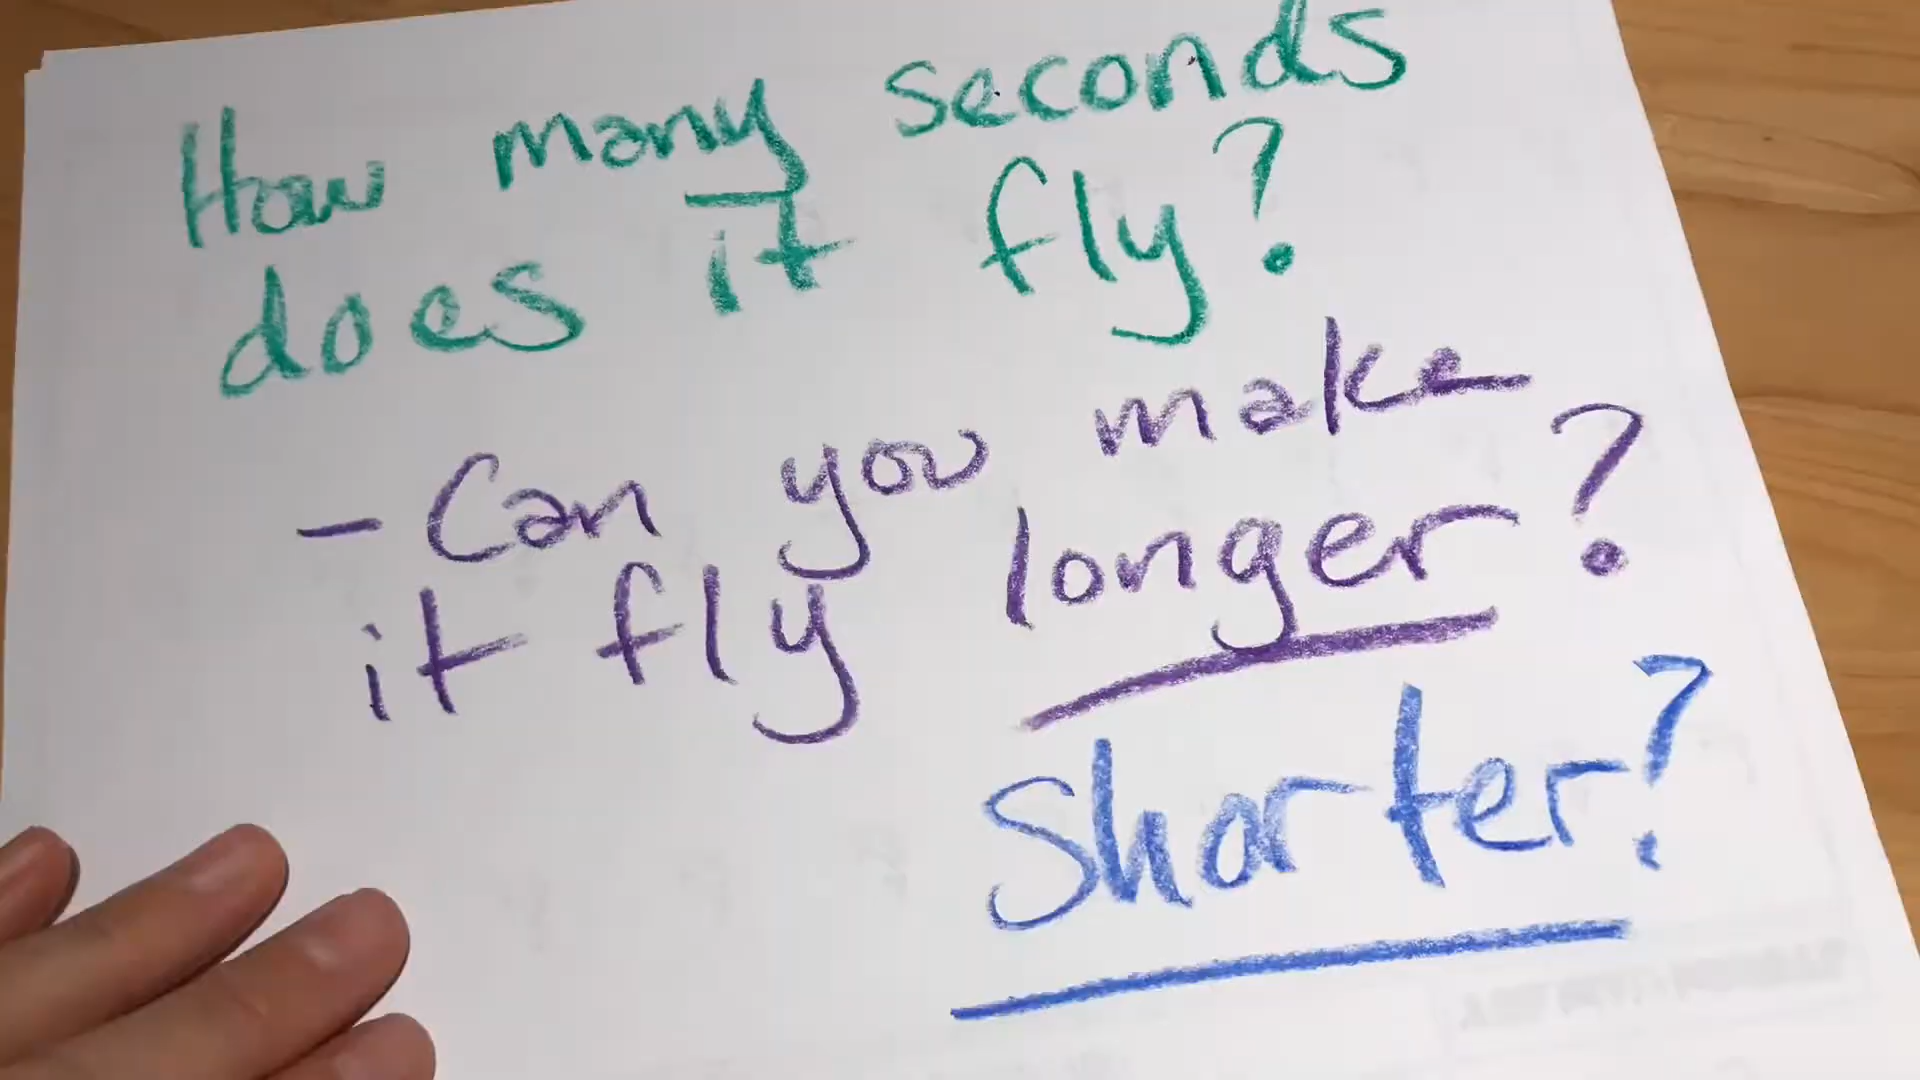 How many seconds
does it fly?
- Can you make
it fly longer?
shorter?